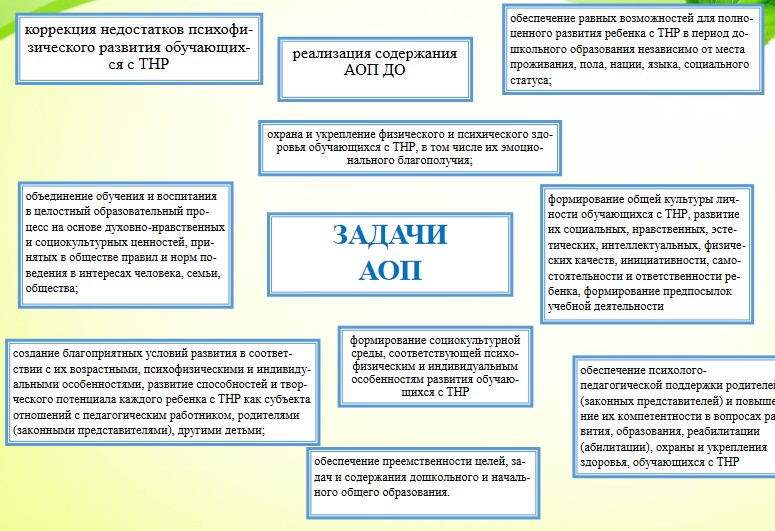 коррекция недостатков психофи-
зического развития обучающих-
ся с ТНР
реализация содержания
АОП ДО
обеспечение равных возможностей для полно-
ценного развития ребенка с ТНР в период до-
школьного образования независимо от места
проживания, пола, нации, языка, социального
статуса;
охрана и укрепление физического и психического здо-
ровья обучающихся с ТНР, в том числе их эмоцио-
нального благополучия;
объединение обучения и воспитания
в целостный образовательный про-
цесс на основе духовно-нравственных
и социокультурных ценностей, при-
нятых в обществе правил и норм по-
ведения в интересах человека, семьи,
общества;
ЗАДАЧИ
АОП
формирование общей культуры лич-
ности обучающихся с ТНР, развитие
их социальных, нравственных, эсте-
тических, интеллектуальных, физиче-
ских качеств, инициативности, само-
стоятельности и ответственности ре-
бенка, формирование предпосылок
учебной деятельности
создание благоприятных условий развития в соответ-
ствии с их возрастными, психофизическими и индивиду-
альными особенностями, развитие способностей и твор-
ческого потенциала каждого ребенка с ТНР как субъекта
отношений с педагогическим работником, родителями
(законными представителями), другими детьми;
формирование социокультурной
среды, соответствующей психо-
физическим и индивидуальным
особенностям развития обучаю-
щихся с ТНР
обеспечение психолого-
педагогической поддержки родителей
(законных представителей) и повыше
ние их компетентности в вопросах ра
вития, образования, реабилитации
(абилитации), охраны и укрепления
здоровья, обучающихся с ТНР
обеспечение преемственности целей, за-
дач и содержания дошкольного и началь-
ного общего образования.